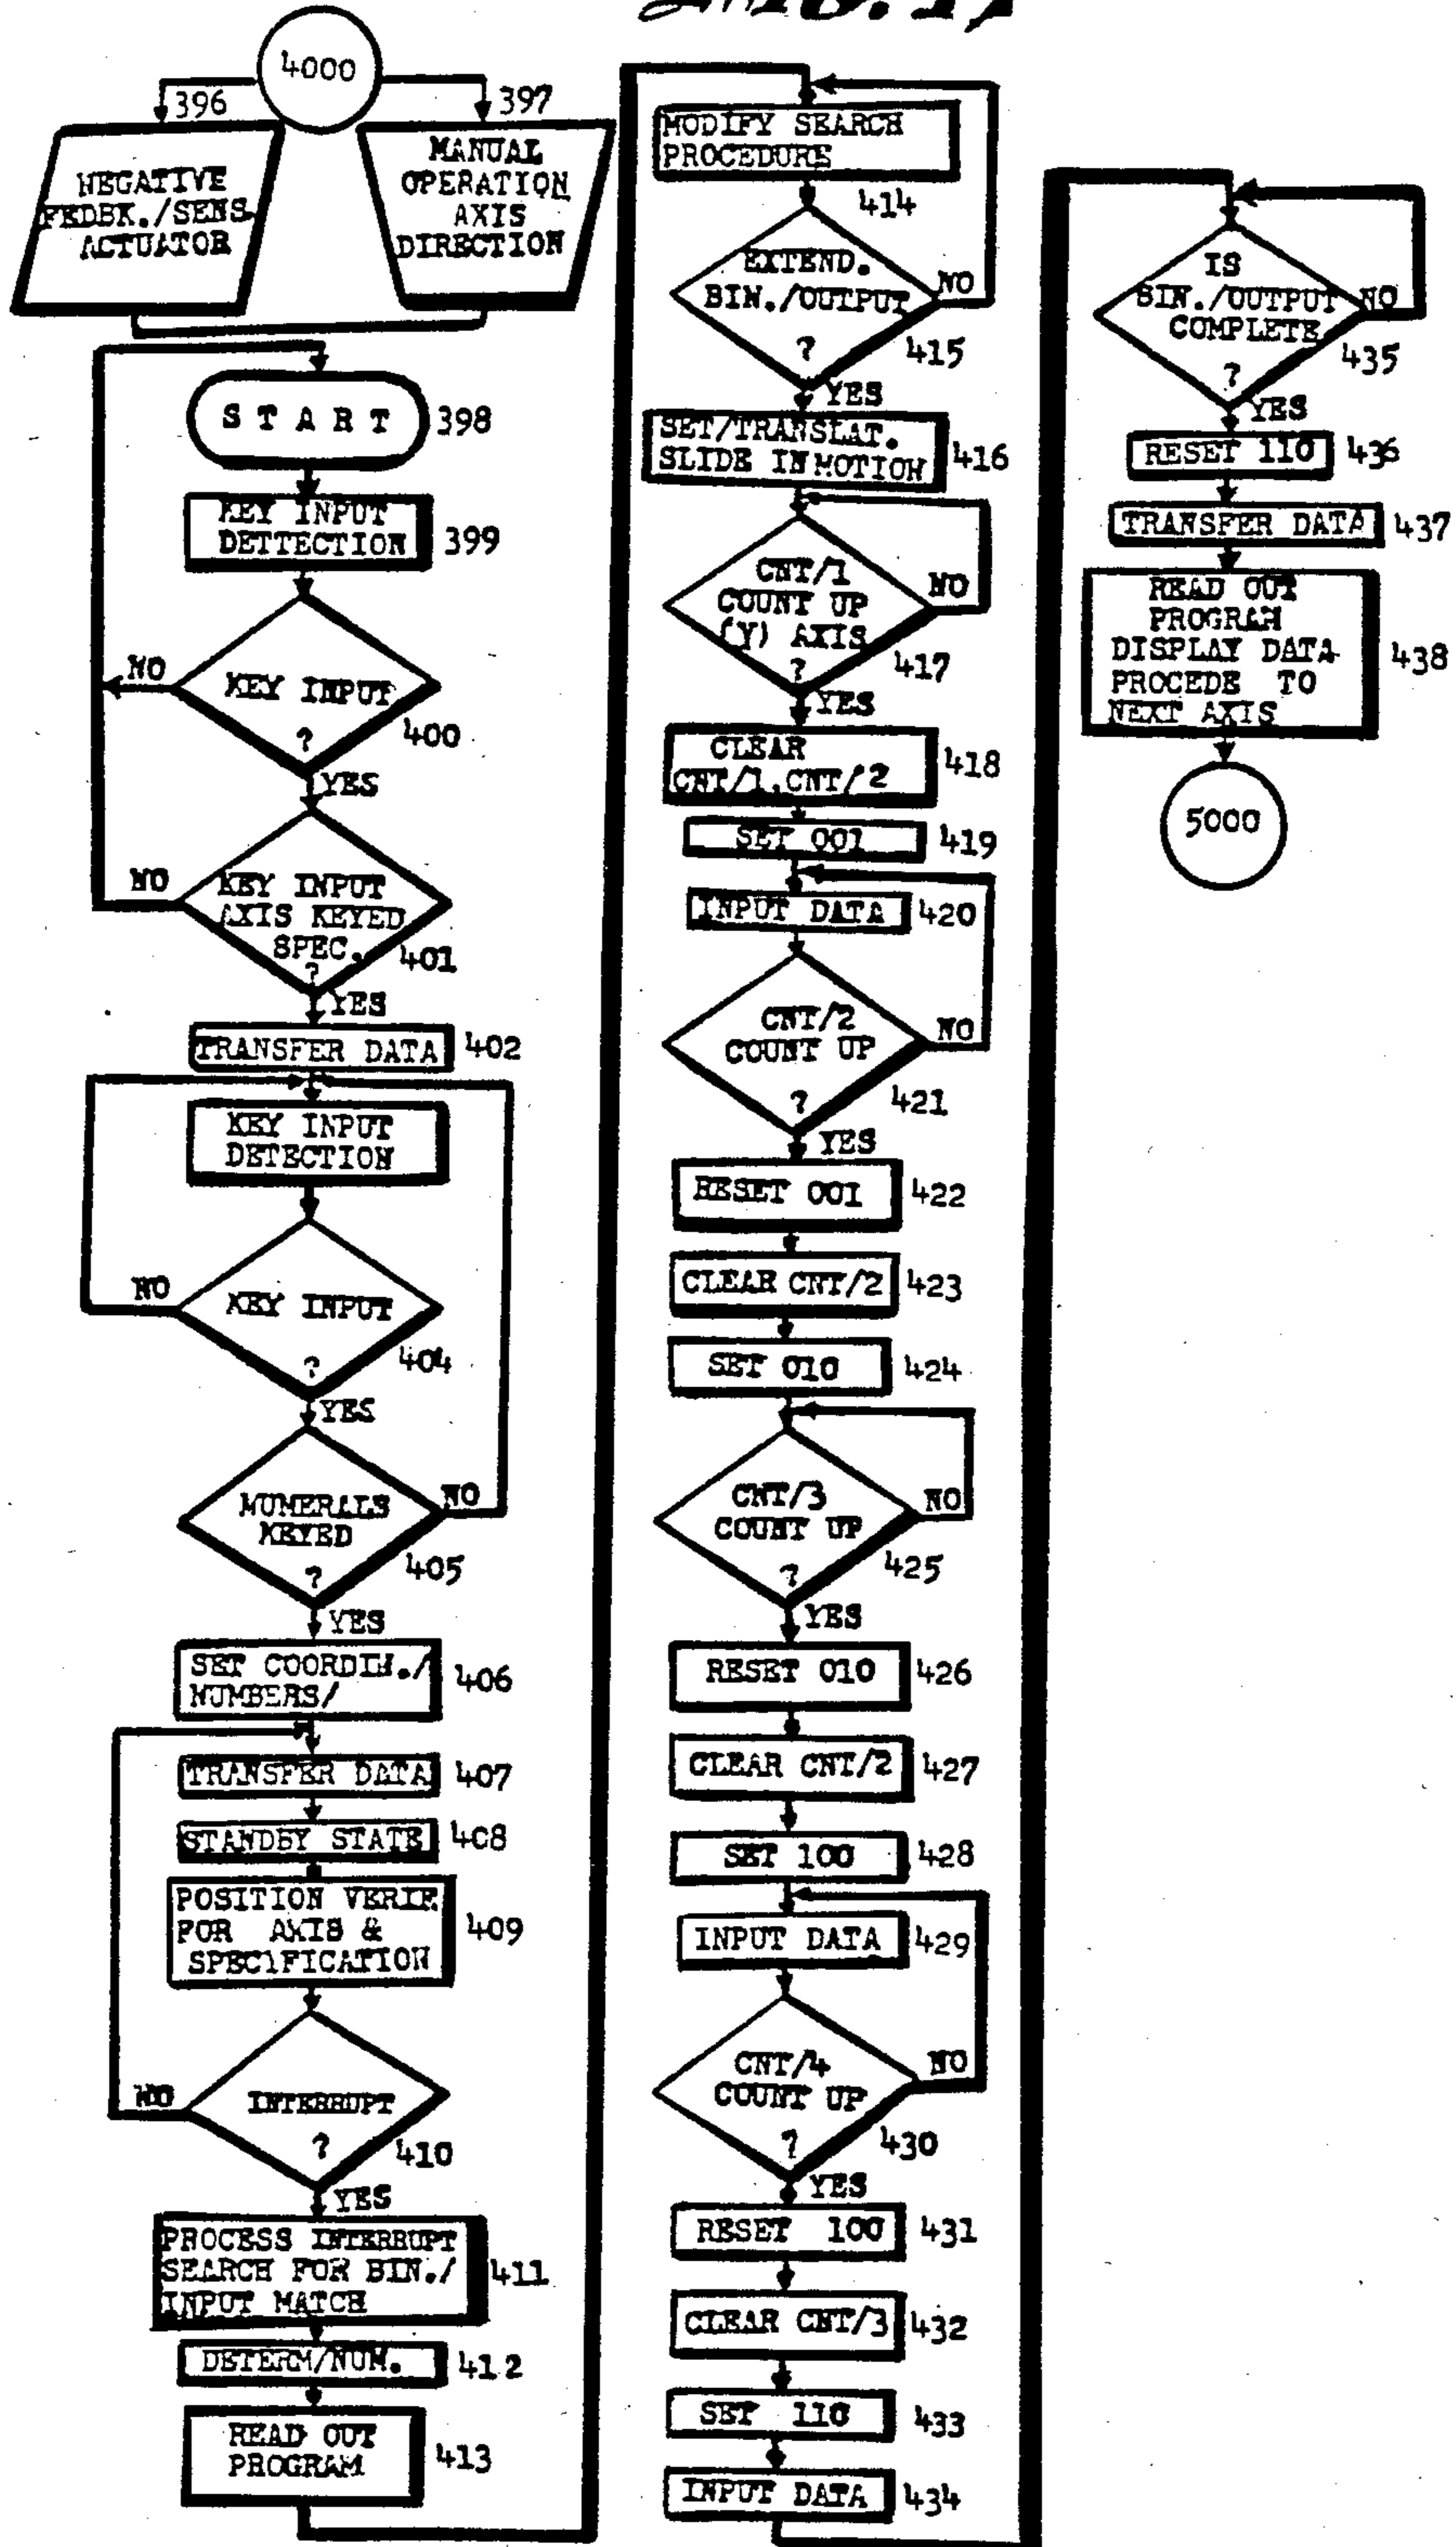 4000
396
397
NEGATIVE
FEDBK./SENS.
ACTUATOR
MANUAL
OPERATION
AXIS
DIRECTION
START
398
KEY INPUT
DETTECTION
399
NO
KEY INPUT
?
400
YES
NO
KEY INPUT
AXIS KEYED
SPEC.
?
401
YES
TRANSFER DATA
402
KEY INPUT
DETECTION
NO
KEY INPUT
?
404
YES
NUMERALS
KEYED
?
NO
405
YES
SET COORDIN./
NUMBERS/
406
TRANSFER DATA
407
STANDBY STATE
408
POSITION VERIF.
FOR AXIS &
SPECIFICATION
409
NO
INTERRUPT
?
410
YES
PROCESS INTERRUPT
SEARCH FOR BIN./
INPUT MATCH
411
DETERM/NUM.
412
READ OUT
PROGRAM
413
MODIFY SEARCH
PROCEDURE
414
EXTEND.
BIN./OUTPUT
?
NO
415
YES
SET/TRANSLAT.
SLIDE IN MOTION
416
CNT/1
COUNT UP
(Y) AXIS
?
NO
417
YES
CLEAR
CNT/1,CNT/2
418
SET 001
419
INPUT DATA
420
CNT/2
COUNT UP
?
NO
421
YES
RESET 001
422
CLEAR CNT/2
423
SET 010
424
CNT/3
COUNT UP
?
NO
425
YES
RESET 010
426
CLEAR CNT/2
427
SET 100
428
INPUT DATA
429
CNT/4
COUNT UP
?
NO
430
YES
RESET 100
431
CLEAR CNT/3
432
SET 110
433
INPUT DATA
434
IS
BIN./OUTPUT
COMPLETE
?
NO
435
YES
RESET 110
436
TRANSFER DATA
437
READ OUT
PROGRAM
DISPLAY DATA
PROCEDE TO
NEXT AXIS
438
5000